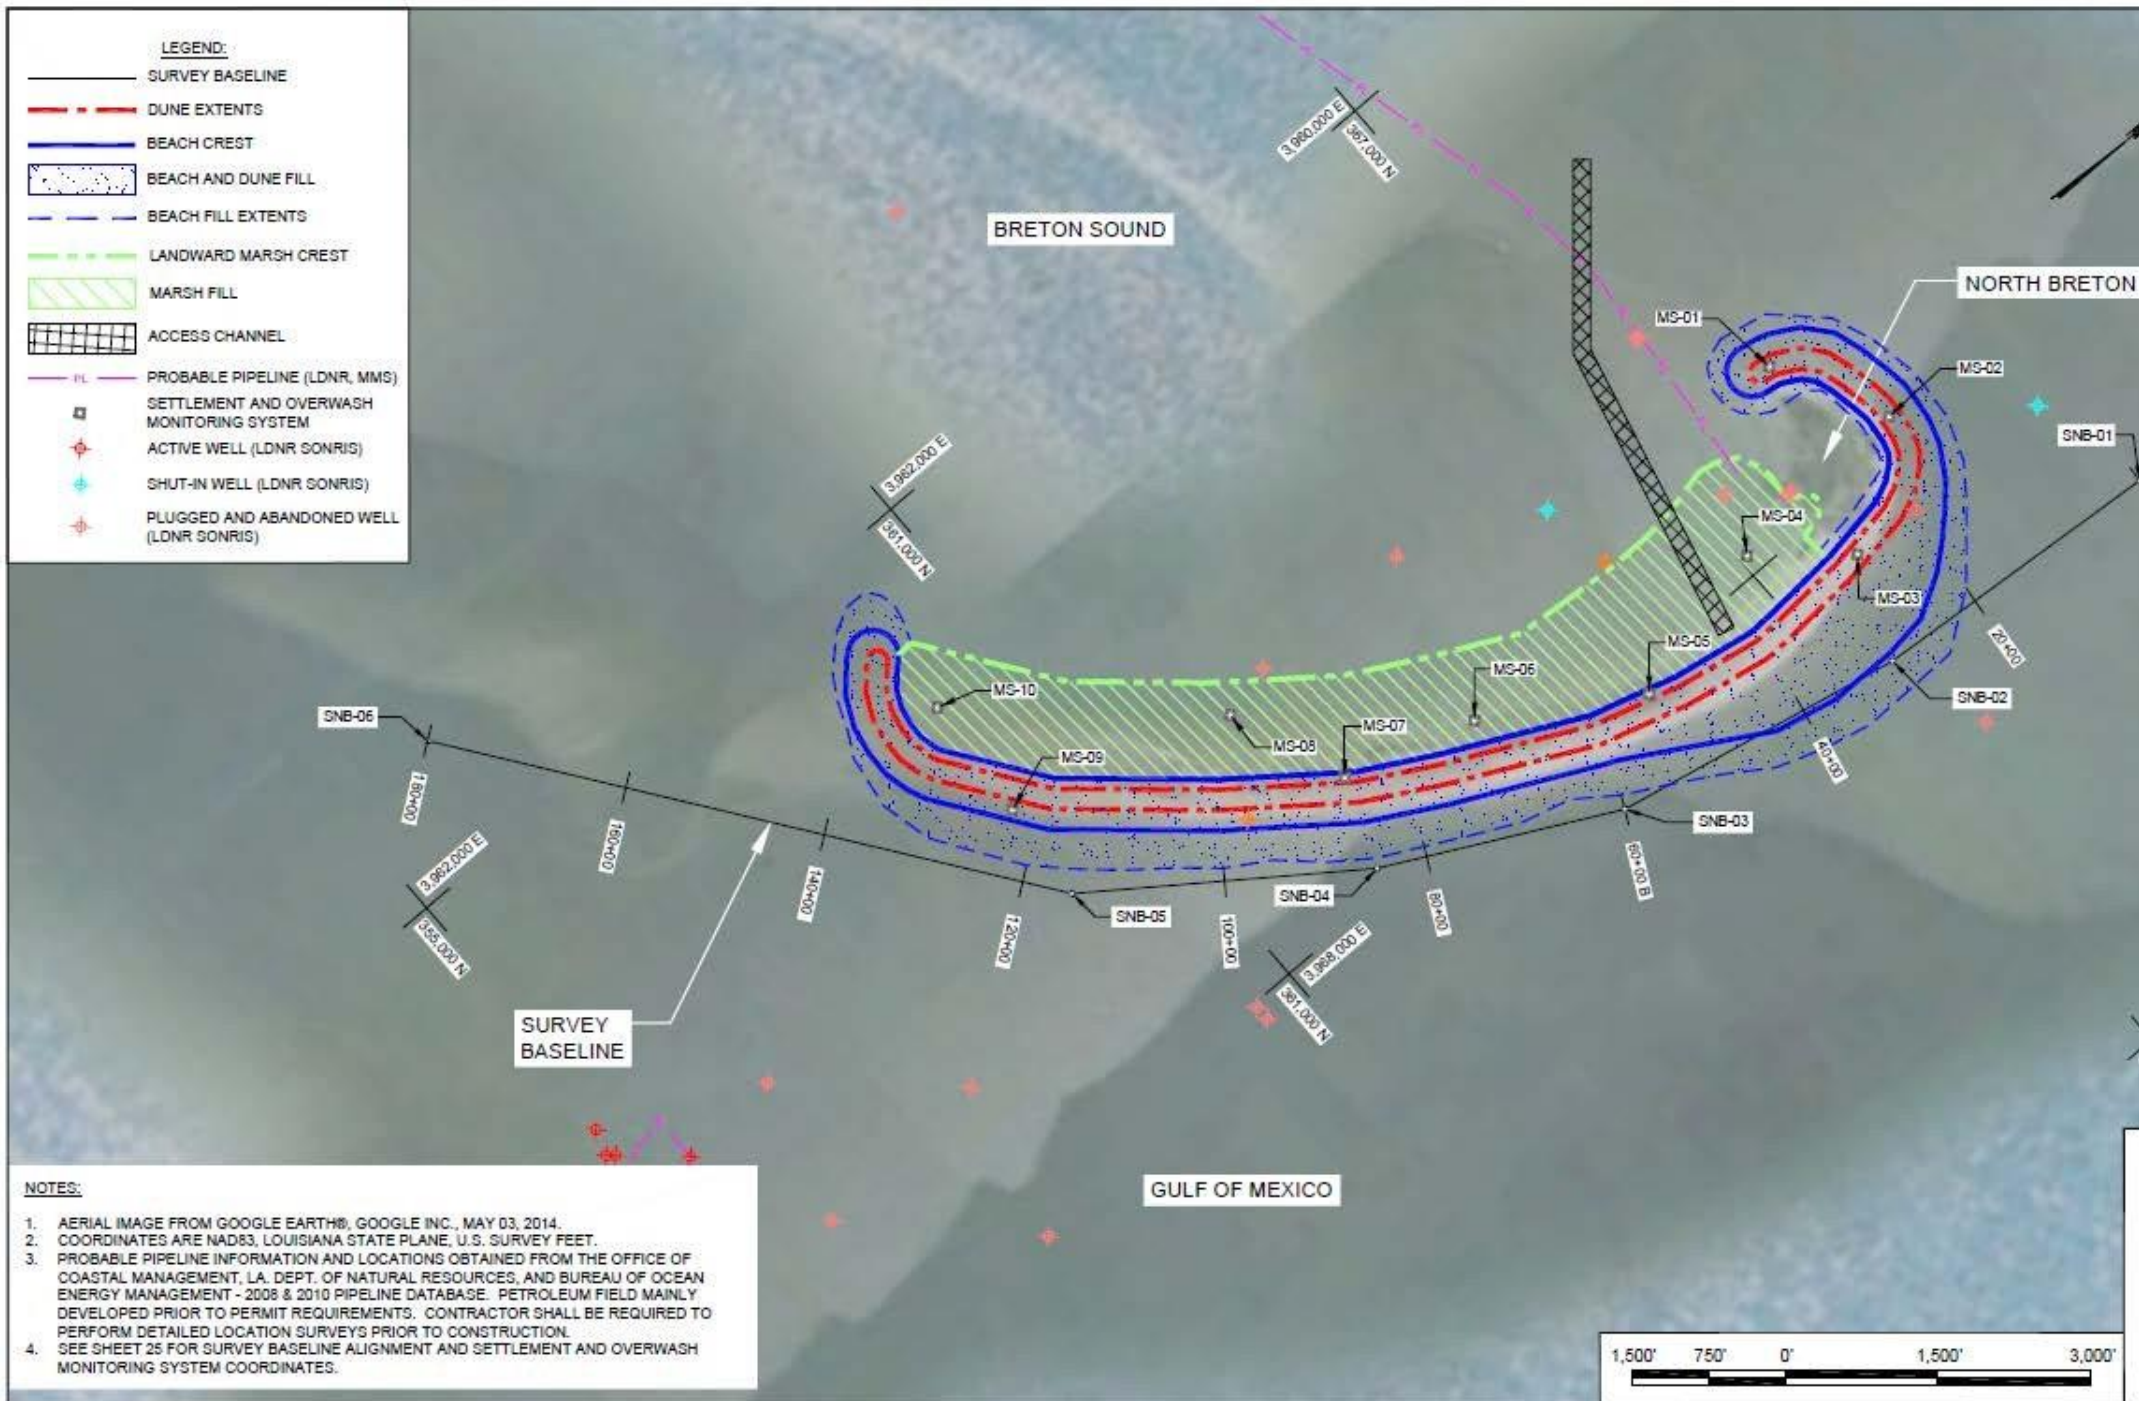 LEGEND:
SURVEY BASELINE
DUNE EXTENTS
BEACH CREST
BEACH AND DUNE FILL
BEACH FILL EXTENTS
LANDWARD MARSH CREST
MARSH FILL
ACCESS CHANNEL
PL
PROBABLE PIPELINE (LDNR, MMS)
SETTLEMENT AND OVERWASH
MONITORING SYSTEM
ACTIVE WELL (LDNR SONRIS)
SHUT-IN WELL (LDNR SONRIS)
PLUGGED AND ABANDONED WELL
(LDNR SONRIS)
3,960,000 E
367,000 N
BRETON SOUND
NORTH BRETON
MS-01
MS-02
SNB-01
3,962,000 E
361,000 N
MS-04
MS-03
20+00
MS-05
MS-06
SNB-02
MS-10
SNB-06
MS-08
MS-07
MS-09
40+00
180+00
160+00
140+00
120+00
100+00
80+00
60+00 B
SNB-03
SNB-04
SNB-05
3,962,000 E
355,000 N
3,968,000 E
361,000 N
SURVEY
BASELINE
GULF OF MEXICO
NOTES:
1. AERIAL IMAGE FROM GOOGLE EARTH®, GOOGLE INC., MAY 03, 2014.
2. COORDINATES ARE NAD83, LOUISIANA STATE PLANE, U.S. SURVEY FEET.
3. PROBABLE PIPELINE INFORMATION AND LOCATIONS OBTAINED FROM THE OFFICE OF
COASTAL MANAGEMENT, LA. DEPT. OF NATURAL RESOURCES, AND BUREAU OF OCEAN
ENERGY MANAGEMENT - 2008 & 2010 PIPELINE DATABASE. PETROLEUM FIELD MAINLY
DEVELOPED PRIOR TO PERMIT REQUIREMENTS. CONTRACTOR SHALL BE REQUIRED TO
PERFORM DETAILED LOCATION SURVEYS PRIOR TO CONSTRUCTION.
4. SEE SHEET 25 FOR SURVEY BASELINE ALIGNMENT AND SETTLEMENT AND OVERWASH
MONITORING SYSTEM COORDINATES.
1,500' 750' 0' 1,500' 3,000'